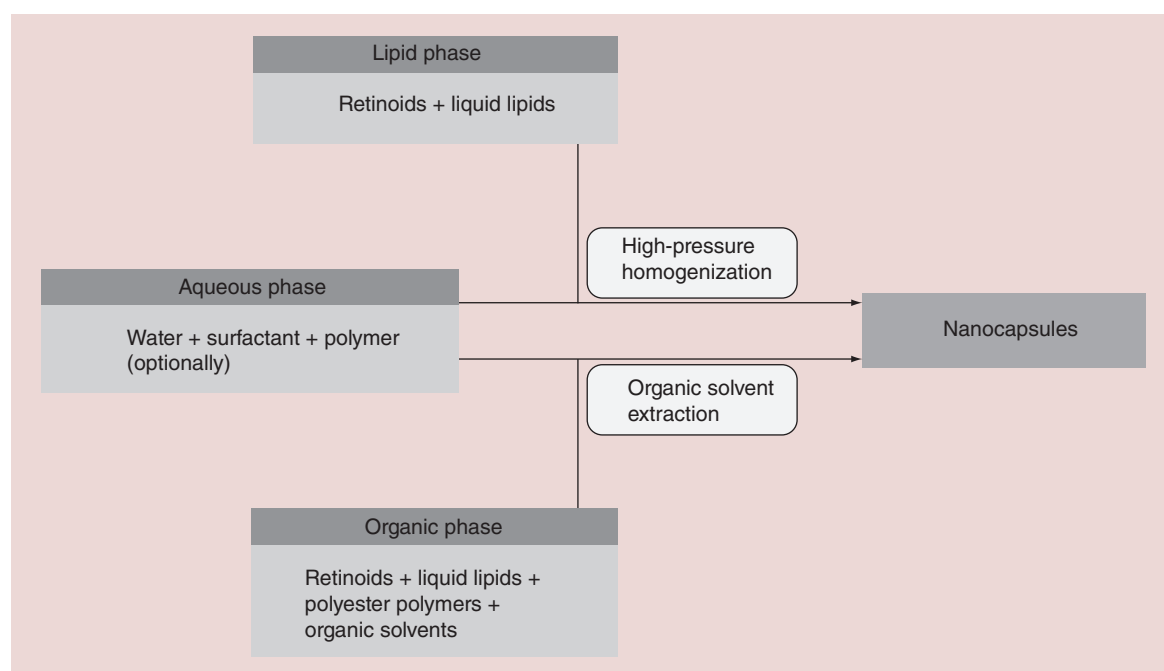 Lipid phase
Retinoids + liquid lipids
High-pressure
homogenization
Aqueous phase
Water + surfactant + polymer
(optionally)
Nanocapsules
Organic solvent
extraction
Organic phase
Retinoids + liquid lipids +
polyester polymers +
organic solvents